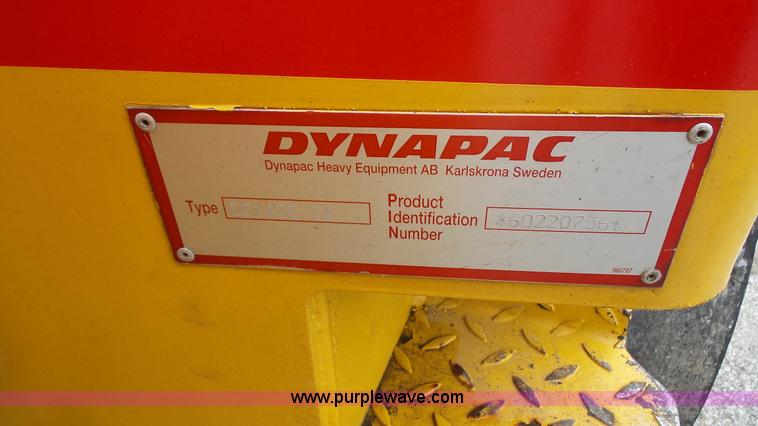 DYNAPAC
Dynapac Heavy Equipment AB Karlskrona Sweden
Type
Product
Identification *60220756*
Number
960787
www.purplewave.com